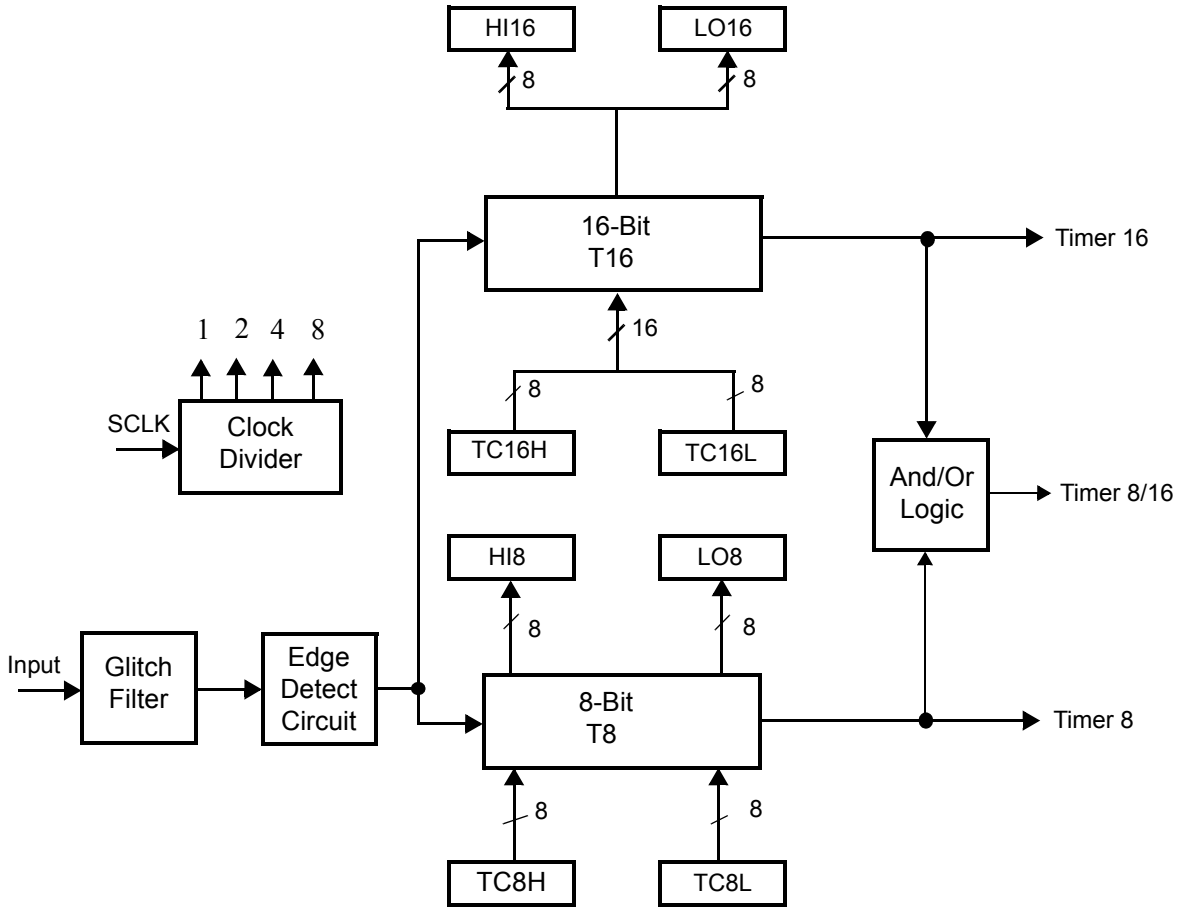 HI16
LO16
8
8
16-Bit
T16
Timer 16
16
1 2 4 8
8
8
SCLK
Clock
Divider
TC16H
TC16L
And/Or
Logic
Timer 8/16
HI8
LO8
8
8
Input
Glitch
Filter
Edge
Detect
Circuit
8-Bit
T8
Timer 8
8
8
TC8H
TC8L